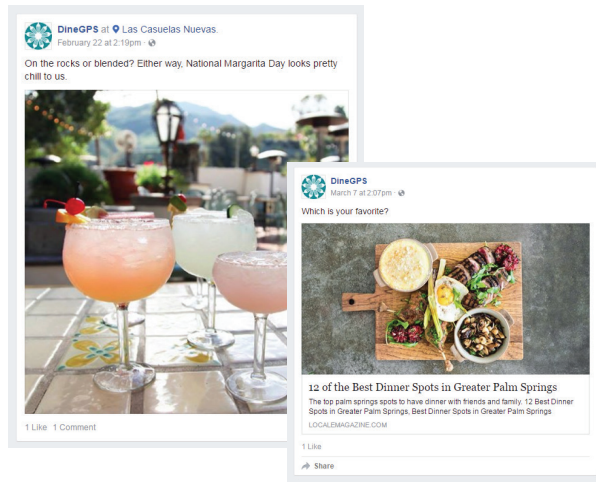 DineGPS at Las Casuelas Nuevas.
February 22 at 2:19pm ·
On the rocks or blended? Either way, National Margarita Day looks pretty
chill to us.
1 Like 1 Comment
DineGPS
March 7 at 2:07pm ·
Which is your favorite?
12 of the Best Dinner Spots in Greater Palm Springs
The top palm springs spots to have dinner with friends and family. 12 Best Dinner
Spots in Greater Palm Springs, Best Dinner Spots in Greater Palm Springs
LOCALEMAGAZINE.COM
1 Like
Share